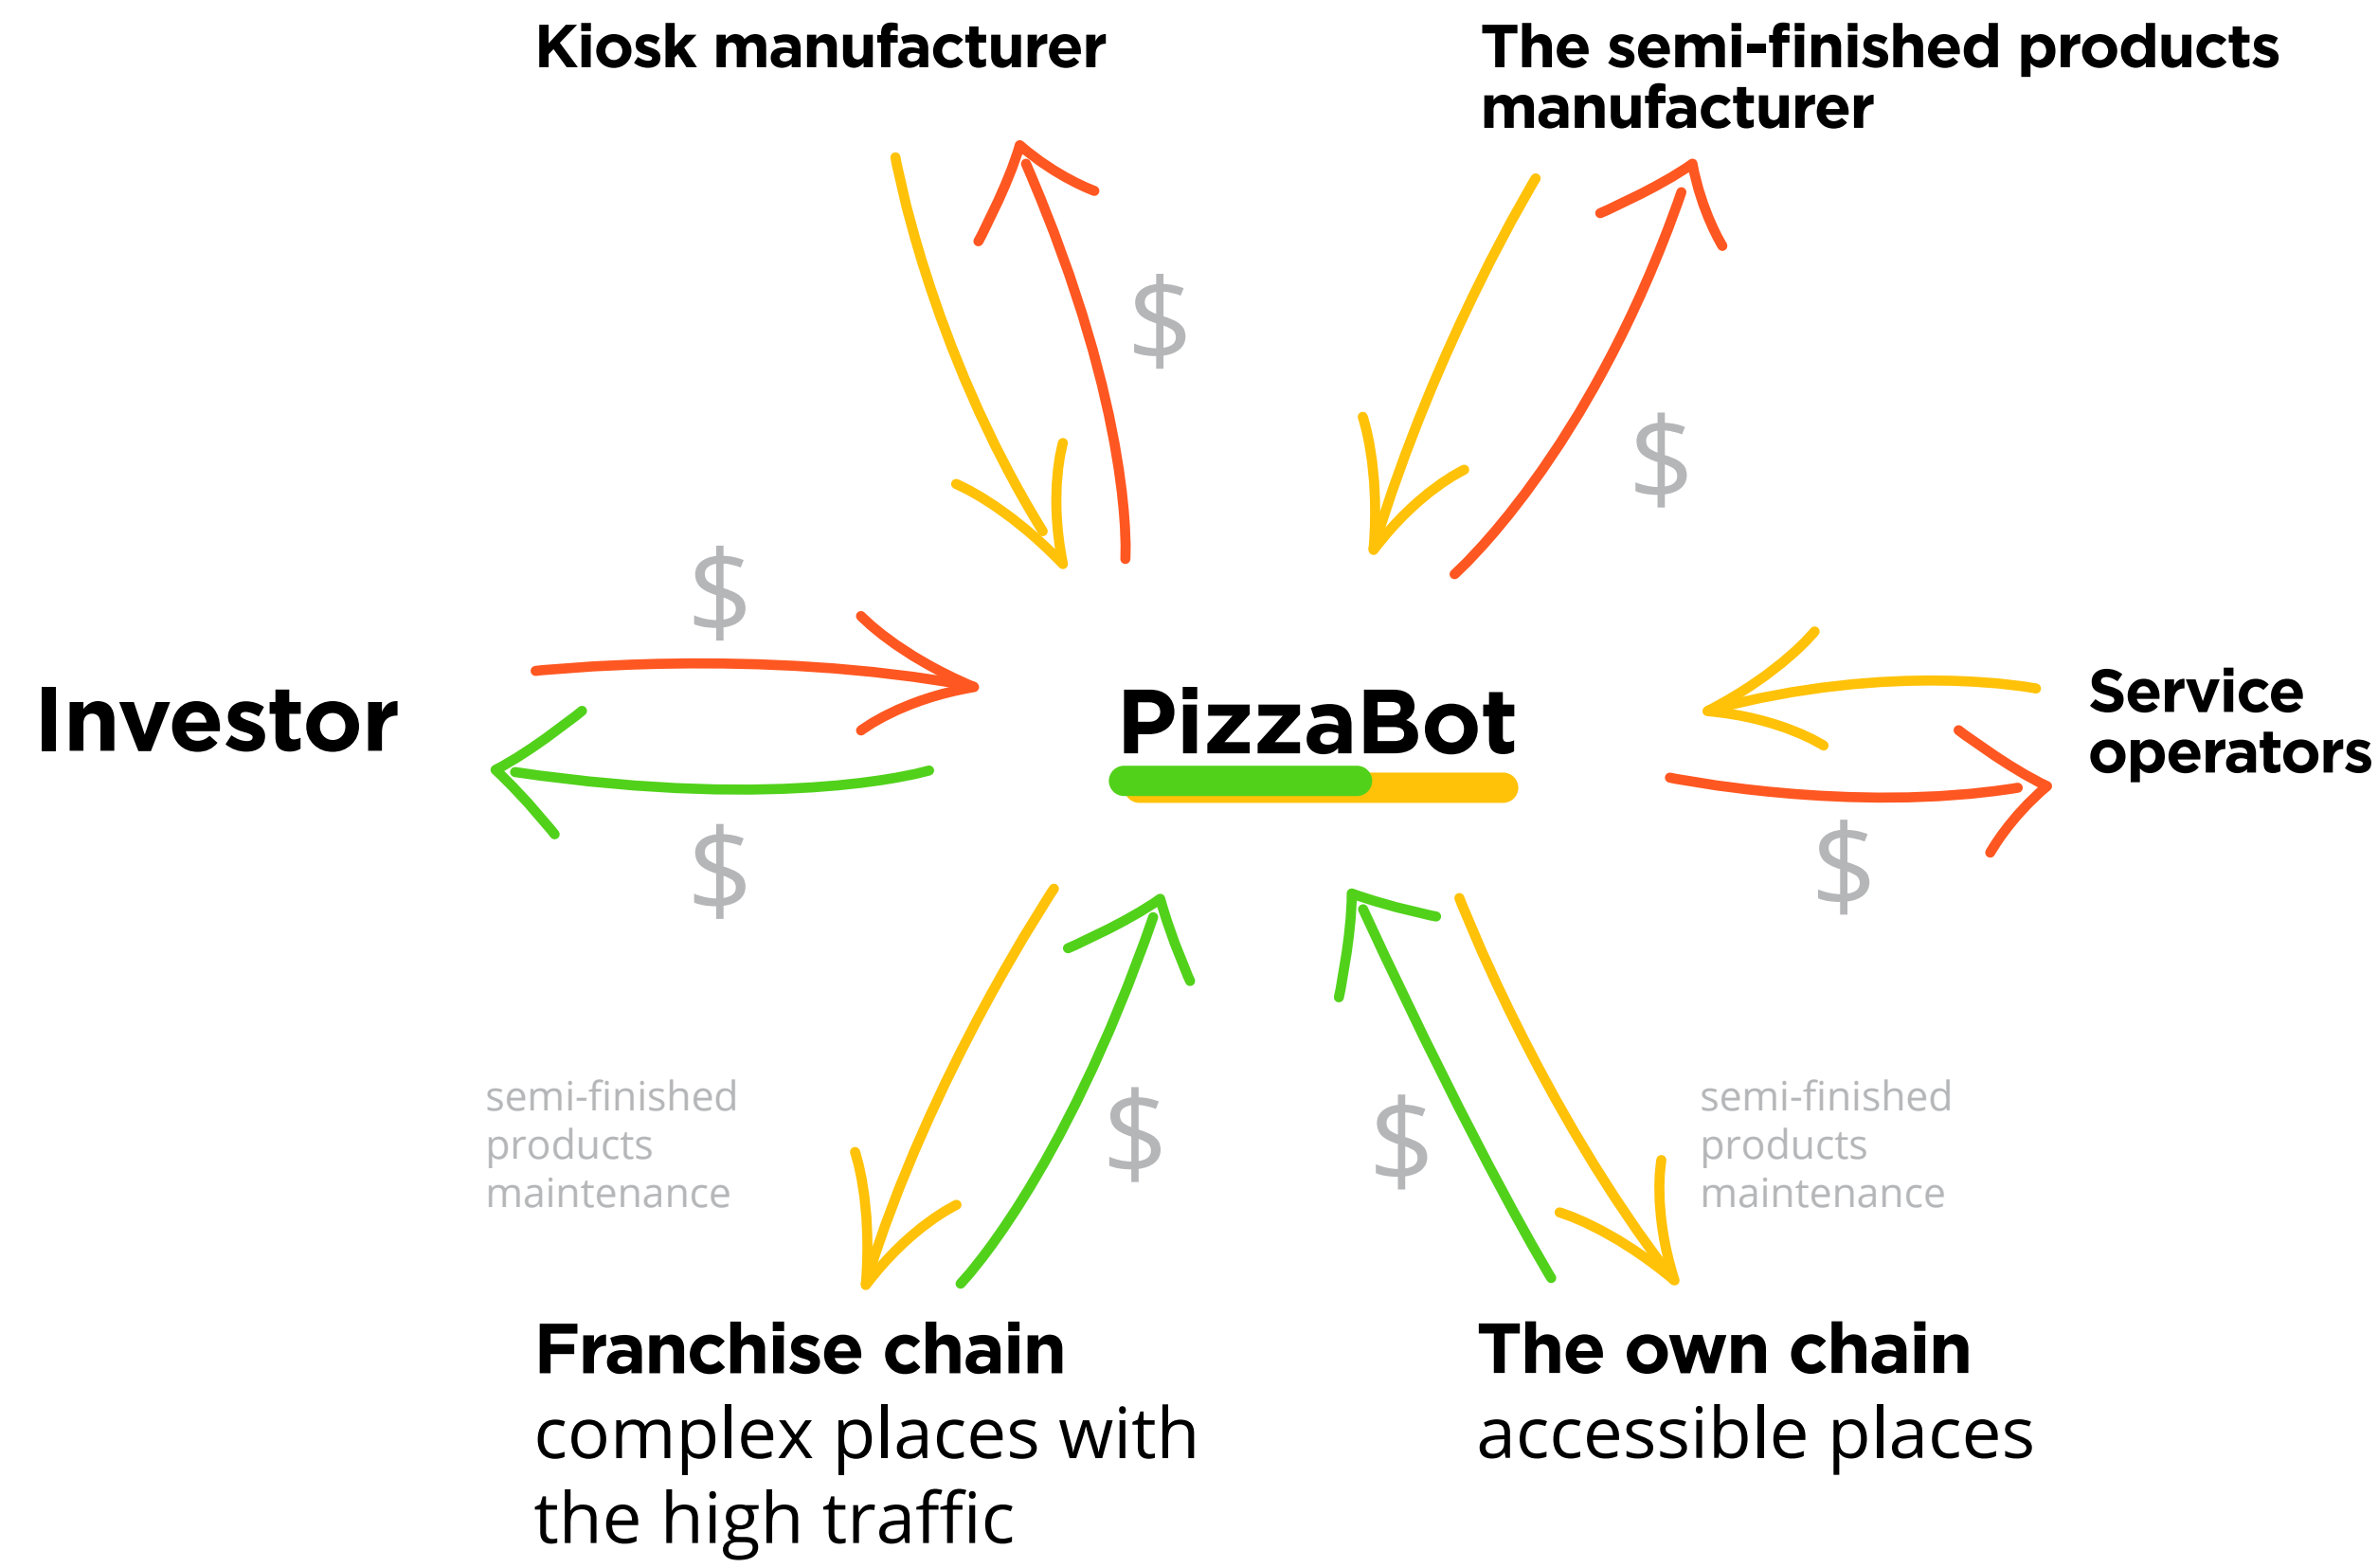 Kiosk manufacturer
The semi-finished products
manufacturer
$
$
$
Investor
PizzaBot
Service
operators
$
$
semi-finished
products
maintenance
$
$
semi-finished
products
maintenance
Franchise chain
complex places with
the high traffic
The own chain
accessible places